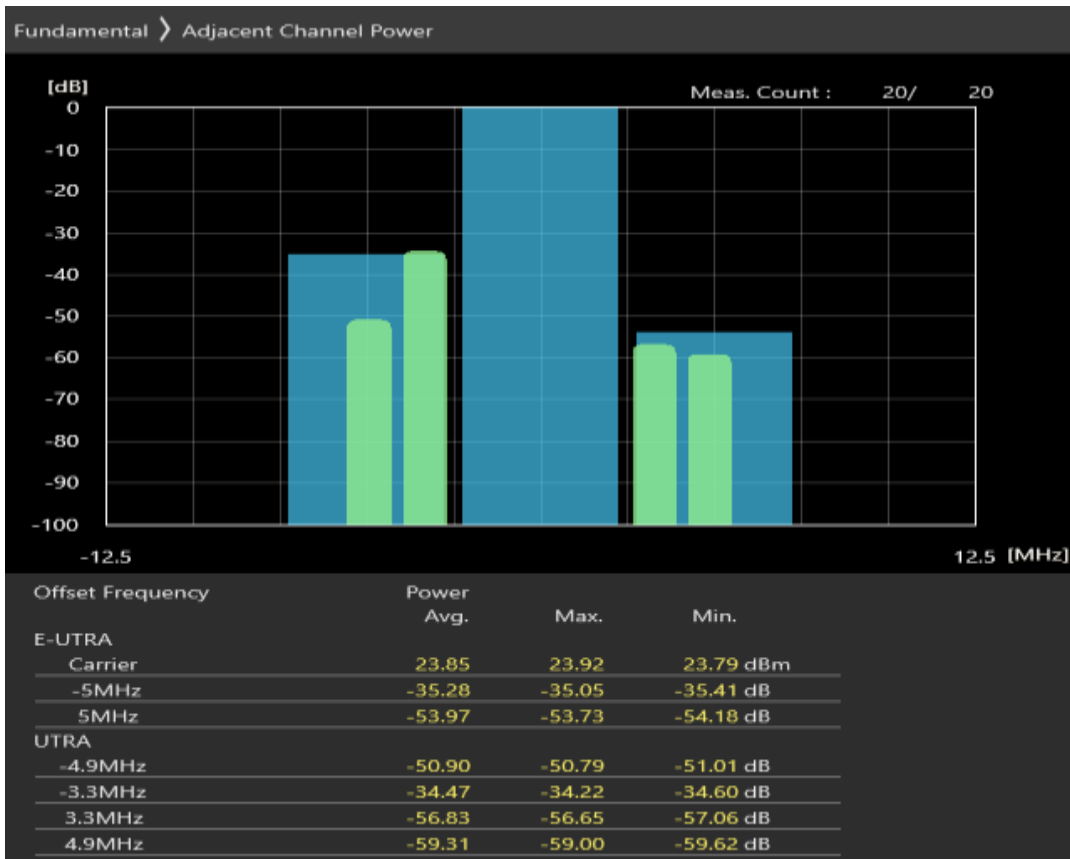 Fundamental 〉 Adjacent Channel Power
[dB]
Meas. Count : 20/ 20
0
-10
-20
-30
-40
-50
-60
-70
-80
-90
-100
-12.5 12.5 [MHz]
Offset Frequency Power
Avg. Max. Min.
E-UTRA
Carrier 23.85 23.92 23.79 dBm
-5MHz -35.28 -35.05 -35.41 dB
5MHz -53.97 -53.73 -54.18 dB
UTRA
-4.9MHz -50.90 -50.79 -51.01 dB
-3.3MHz -34.47 -34.22 -34.60 dB
3.3MHz -56.83 -56.65 -57.06 dB
4.9MHz -59.31 -59.00 -59.62 dB